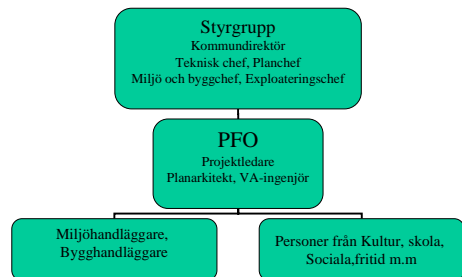 Styrgrupp
Kommundirektör
Teknisk chef, Planchef
Miljö och byggchef, Exploateringschef
PFO
Projektledare
Planarkitekt, VA-ingenjör
Miljöhandläggare,
Bygghandläggare
Personer från Kultur, skola,
Sociala,fritid m.m